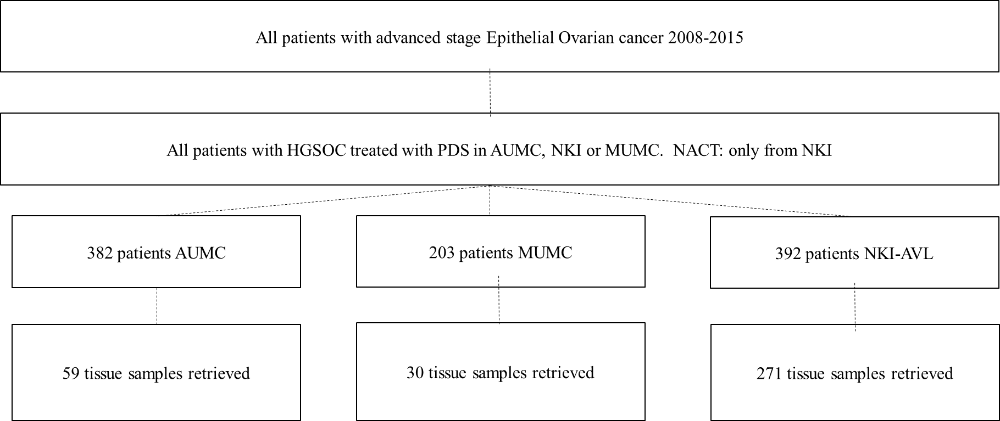 All patients with advanced stage Epithelial Ovarian cancer 2008-2015
All patients with HGSOC treated with PDS in AUMC, NKI or MUMC.  NACT: only from NKI
382 patients AUMC
203 patients MUMC
392 patients NKI-AVL
59 tissue samples retrieved
30 tissue samples retrieved
271 tissue samples retrieved